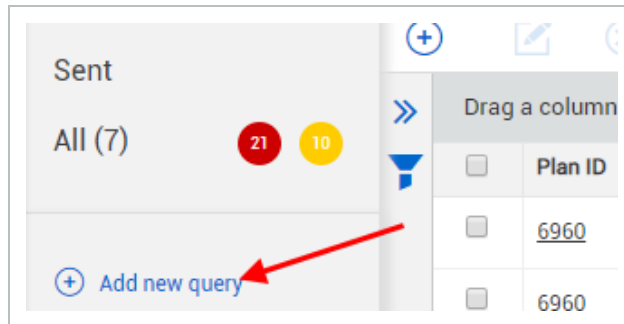 Sent
All (7)
21
10
Add new query
Drag a column
Plan ID
6960
6960